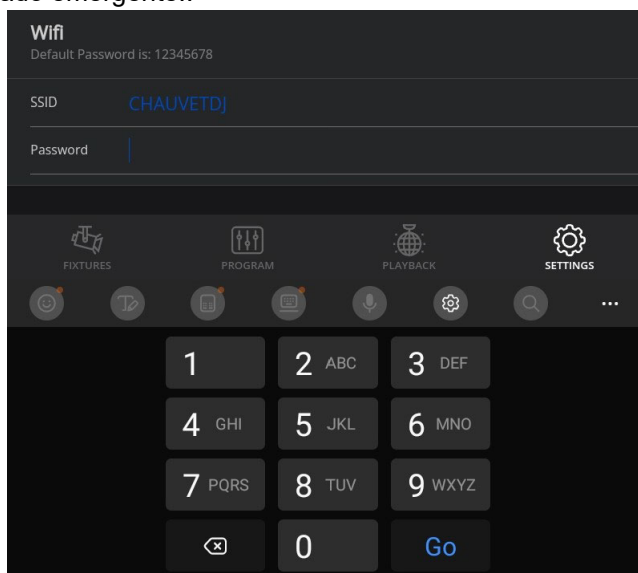 Wifi
Default Password is: 12345678
SSID CHAUVETDJ
Password
FIXTURES PROGRAM PLAYBACK SETTINGS
1 2 ABC 3 DEF
4 GHI 5 JKL 6 MNO
7 PQRS 8 TUV 9 WXYZ
0 Go